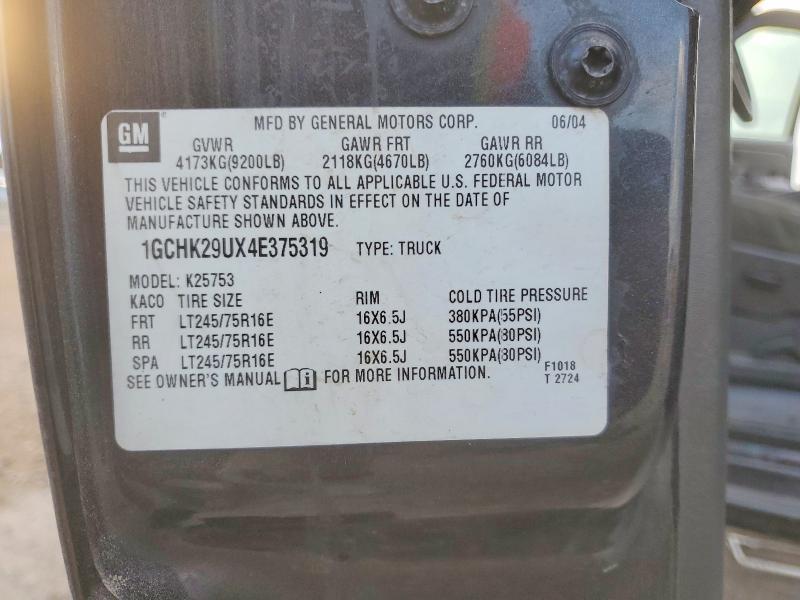 GM
MFD BY GENERAL MOTORS CORP. 06/04
GVWR GAWR FRT GAWR RR
4173KG(9200LB) 2118KG(4670LB) 2760KG(6084LB)
THIS VEHICLE CONFORMS TO ALL APPLICABLE U.S. FEDERAL MOTOR
VEHICLE SAFETY STANDARDS IN EFFECT ON THE DATE OF
MANUFACTURE SHOWN ABOVE.
1GCHK29UX4E375319 TYPE: TRUCK
MODEL: K25753
KACO TIRE SIZE RIM COLD TIRE PRESSURE
FRT LT245/75R16E 16X6.5J 380KPA(55PSI)
RR LT245/75R16E 16X6.5J 550KPA(80PSI)
SPA LT245/75R16E 16X6.5J 550KPA(80PSI)
SEE OWNER'S MANUAL FOR MORE INFORMATION.
F1018
T 2724